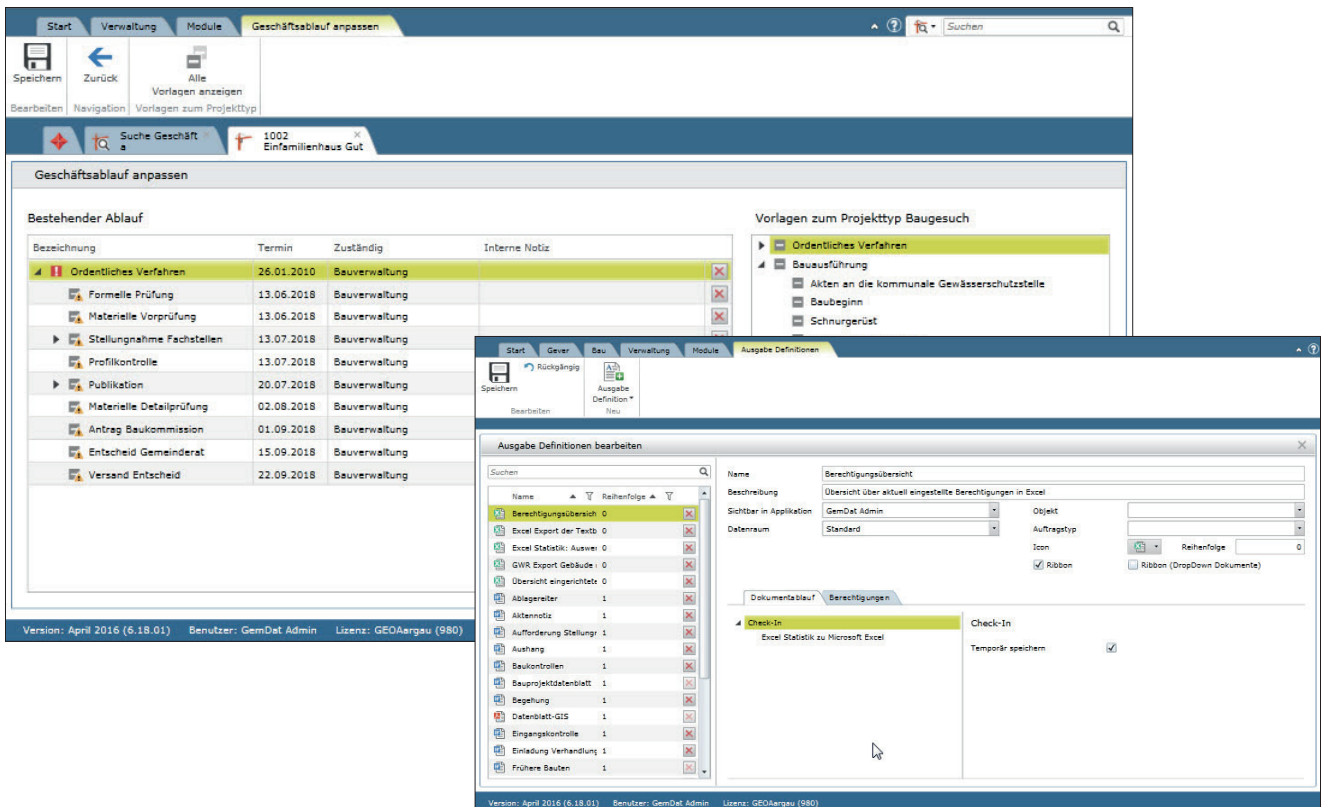 Start Verwaltung Module Geschäftsablauf anpassen Suchen
Speichern Zurück Alle
Vorlagen anzeigen
Bearbeiten Navigation Vorlagen zum Projekttyp
Suche Geschäft
a
1002
Einfamilienhaus Gut
Geschäftsablauf anpassen
Bestehender Ablauf
Bezeichnung Termin Zuständig Interne Notiz
Ordentliches Verfahren 26.01.2010 Bauverwaltung
Formelle Prüfung 13.06.2018 Bauverwaltung
Materielle Vorprüfung 13.06.2018 Bauverwaltung
Stellungnahme Fachstellen 13.07.2018 Bauverwaltung
Profilkontrolle 13.07.2018 Bauverwaltung
Publikation 20.07.2018 Bauverwaltung
Materielle Detailprüfung 02.08.2018 Bauverwaltung
Antrag Baukommission 01.09.2018 Bauverwaltung
Entscheid Gemeinderat 15.09.2018 Bauverwaltung
Versand Entscheid 22.09.2018 Bauverwaltung
Vorlagen zum Projekttyp Baugesuch
Ordentliches Verfahren
Bauausführung
Akten an die kommunale Gewässerschutzstelle
Baubeginn
Schnurgerüst
Version: April 2016 (6.18.01) Benutzer: GemDat Admin Lizenz: GEOAargau (980)
Start Gever Bau Verwaltung Module Ausgabe Definitionen
Speichern Rückgängig Ausgabe
Definition
Bearbeiten Neu
Ausgabe Definitionen bearbeiten
Suchen
Name Reihenfolge
Berechtigungsübersich 0
Excel Export der Textb 0
Excel Statistik: Auswer 0
GWR Export Gebäude 0
Übersicht eingerichtete 0
Ablagereiter 1
Aktennotiz 1
Aufforderung Stellungr 1
Aushang 1
Baukontrollen 1
Bauprojektdatenblatt 1
Begehung 1
Datenblatt-GIS 1
Eingangskontrolle 1
Einladung Verhandlung 1
Frühere Bauten 1
Name Berechtigungsübersicht
Beschreibung Übersicht über aktuell eingestellte Berechtigungen in Excel
Sichtbar in Applikation GemDat Admin Objekt
Datenraum Standard Auftragstyp
Icon Reihenfolge 0
Ribbon Ribbon (DropDown Dokumente)
Dokumentablauf Berechtigungen
Check-In
Excel Statistik zu Microsoft Excel
Check-In
Temporär speichern
Version: April 2016 (6.18.01) Benutzer: GemDat Admin Lizenz: GEOAargau (980)